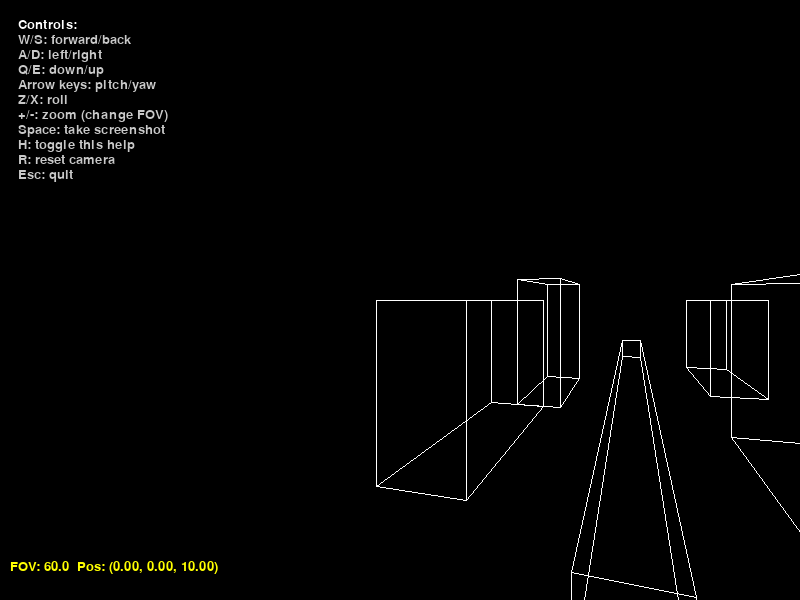 Controls:
W/S: forward/back
A/D: left/right
Q/E: down/up
Arrow keys: pitch/yaw
Z/X: roll
+/-: zoom (change FOV)
Space: take screenshot
H: toggle this help
R: reset camera
Esc: quit
FOV: 60.0  Pos: (0.00, 0.00, 10.00)